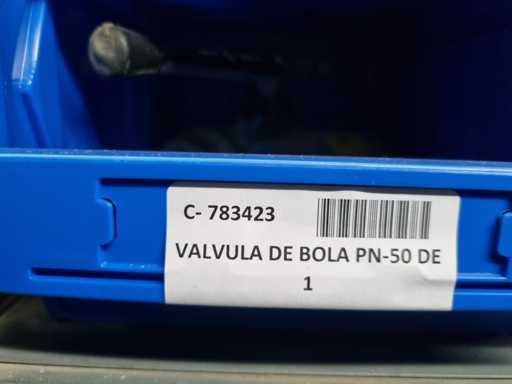 C- 783423
VALVULA DE BOLA PN-50 DE
1